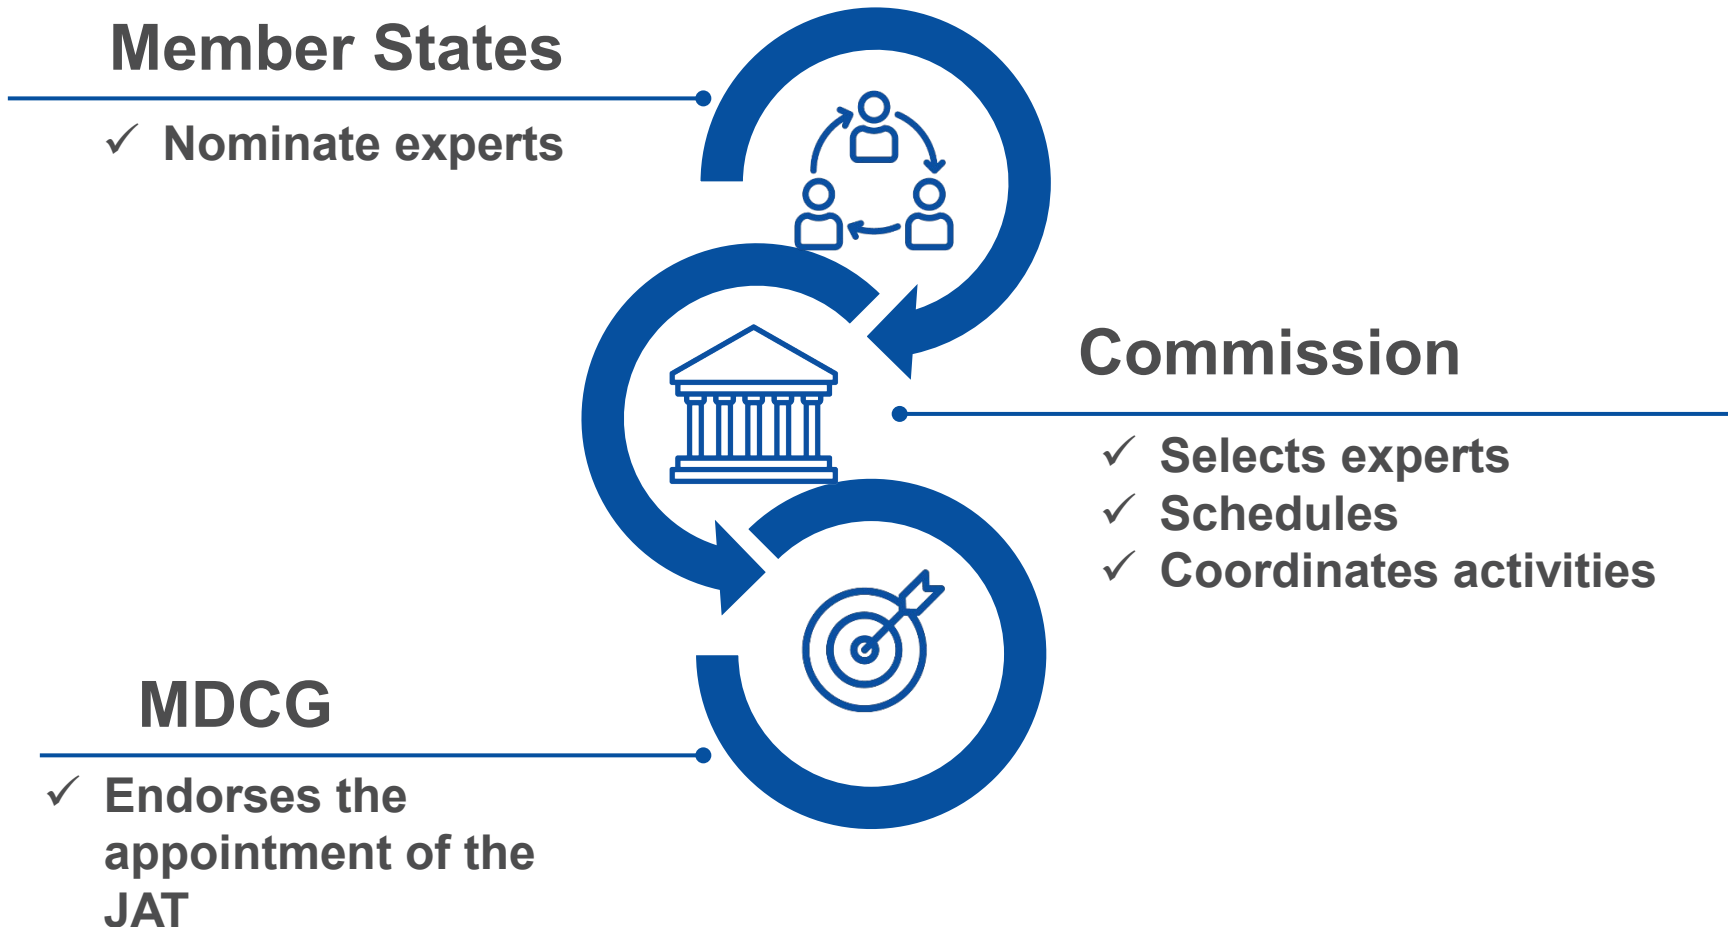 Member States
✓ Nominate experts
Commission
✓ Selects experts
✓ Schedules
✓ Coordinates activities
MDCG
✓ Endorses the
appointment of the
JAT